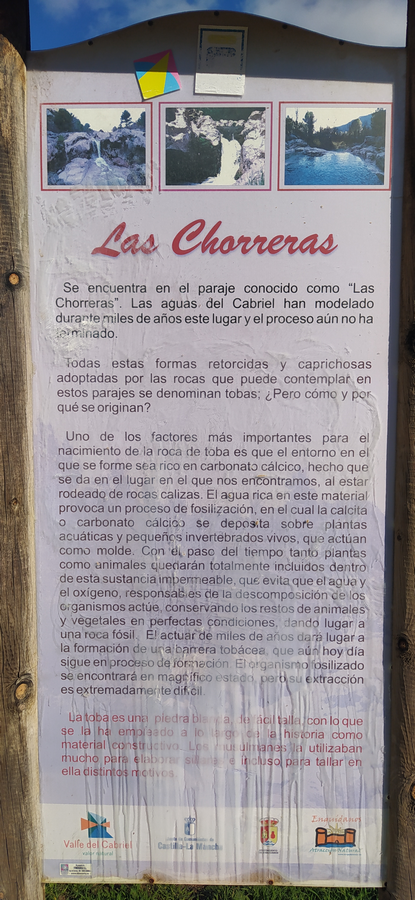 Las Chorreras
Se encuentra en el paraje conocido como “Las
Chorreras”. Las aguas del Cabriel han modelado
durante miles de años este lugar y el proceso aún no ha
terminado.
Todas estas formas retorcidas y caprichosas
adoptadas por las rocas que puede contemplar en
estos parajes se denominan tobas; ¿Pero cómo y por
qué se originan?
Uno de los factores más importantes para el
nacimiento de la roca de toba es que el entorno en el
que se forme sea rico en carbonato cálcico, hecho que
se da en el lugar en el que nos encontramos, al estar
rodeado de rocas calizas. El agua rica en este material
provoca un proceso de fosilización, en el cual la calcita
o carbonato cálcico se deposita sobre plantas
acuáticas y pequeños invertebrados vivos, que actúan
como molde. Con el paso del tiempo tanto plantas
como animales quedarán totalmente incluidos dentro
de esta sustancia impermeable, que evita que el agua y
el oxígeno, responsables de la descomposición de los
organismos actúe, conservando los restos de animales
y vegetales en perfectas condiciones, dando lugar a
una roca fósil. El actuar de miles de años dará lugar a
la formación de una barrera tobácea, que aún hoy día
sigue en proceso de formación. El organismo fosilizado
se encontrará en magnífico estado, pero su extracción
es extremadamente difícil.
La toba es una piedra blanca, de fácil talla, con lo que
se la ha empleado a lo largo de la historia como
material constructivo. Los musulmanes la utilizaban
mucho para elaborar sillares e incluso para tallar en
ella distintos motivos.
Valle del Cabriel
Castilla-La Mancha
Enguídanos
Atracción Natural